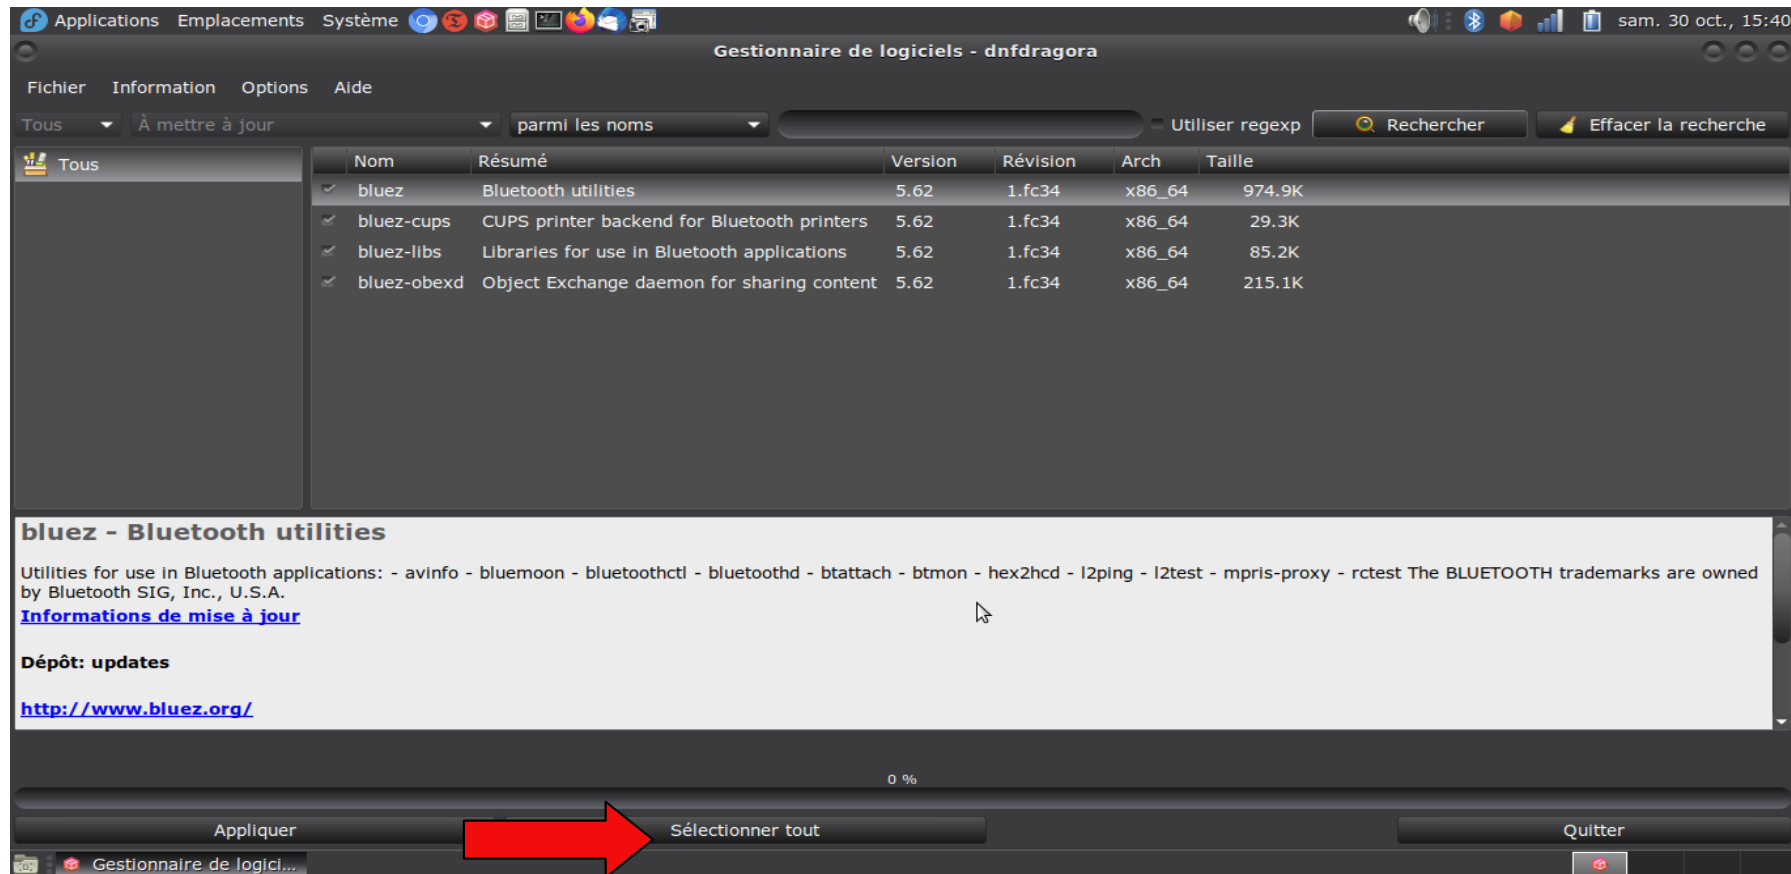 Applications Emplacements Système sam. 30 oct., 15:40
Gestionnaire de logiciels - dnfdragora
Fichier Information Options Aide
Tous À mettre à jour parmi les noms Utiliser regexp Rechercher Effacer la recherche
Tous
Nom Résumé Version Révision Arch Taille
bluez Bluetooth utilities 5.62 1.fc34 x86_64 974.9K
bluez-cups CUPS printer backend for Bluetooth printers 5.62 1.fc34 x86_64 29.3K
bluez-libs Libraries for use in Bluetooth applications 5.62 1.fc34 x86_64 85.2K
bluez-obexd Object Exchange daemon for sharing content 5.62 1.fc34 x86_64 215.1K
bluez - Bluetooth utilities
Utilities for use in Bluetooth applications: - avinfo - bluemoon - bluetoothctl - bluetoothd - btattach - btmon - hex2hcd - l2ping - l2test - mpris-proxy - rctest The BLUETOOTH trademarks are owned
by Bluetooth SIG, Inc., U.S.A.
Informations de mise à jour
Dépôt: updates
http://www.bluez.org/
0 %
Appliquer Sélectionner tout Quitter
Gestionnaire de logici...